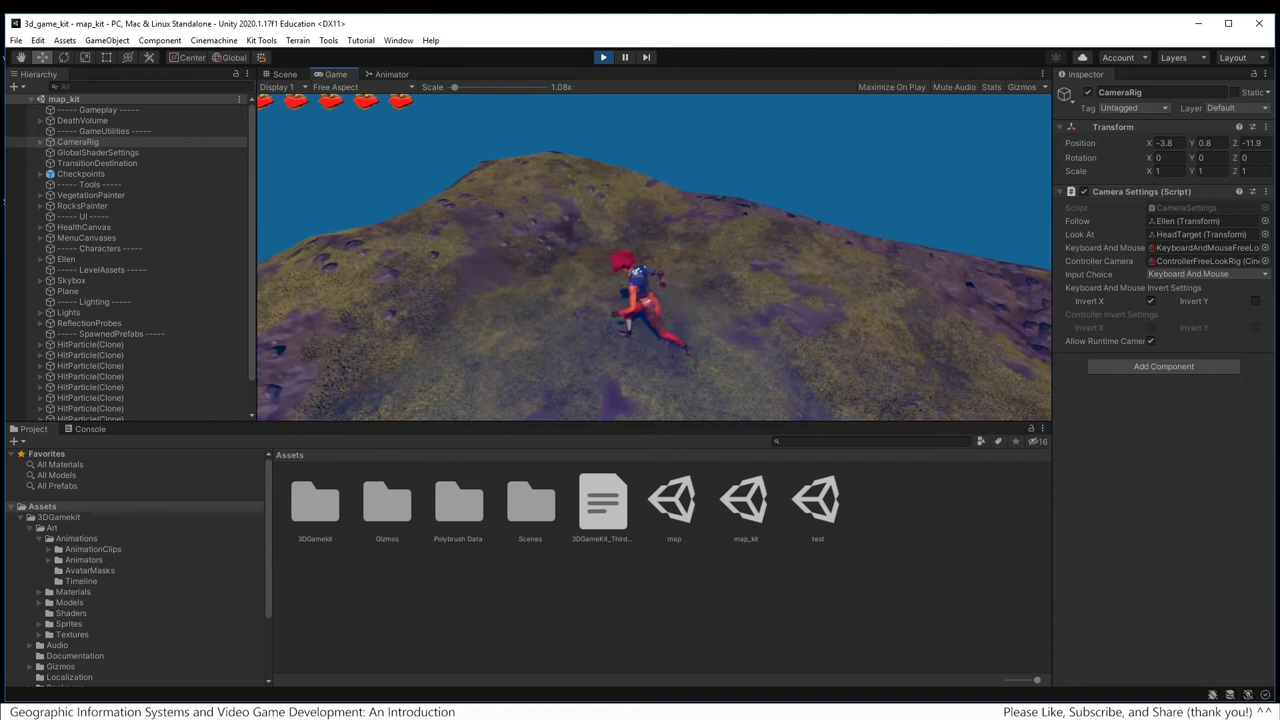 3d_game_kit - map_kit - PC, Mac & Linux Standalone - Unity 2020.1.17f1 Education <DX11>
File Edit Assets GameObject Component Cinemachine Kit Tools Terrain Tools Tutorial Window Help
Center Global Account Layers Layout
Hierarchy
All
map_kit
----- Gameplay -----
DeathVolume
----- GameUtilities -----
CameraRig
GlobalShaderSettings
TransitionDestination
Checkpoints
----- Tools -----
VegetationPainter
RocksPainter
----- UI -----
HealthCanvas
MenuCanvases
----- Characters -----
Ellen
----- LevelAssets -----
Skybox
Plane
----- Lighting -----
Lights
ReflectionProbes
----- SpawnedPrefabs -----
HitParticle(Clone)
HitParticle(Clone)
HitParticle(Clone)
HitParticle(Clone)
HitParticle(Clone)
HitParticle(Clone)
HitParticle(Clone)
HitParticle(Clone)
Scene Game Animator
Display 1 Free Aspect Scale 1.08x Maximize On Play Mute Audio Stats Gizmos
Inspector
CameraRig Static
Tag Untagged Layer Default
Transform
Position X -3.8 Y 0.8 Z -11.9
Rotation X 0 Y 0 Z 0
Scale X 1 Y 1 Z 1
Camera Settings (Script)
Script CameraSettings
Follow Ellen (Transform)
Look At HeadTarget (Transform)
Keyboard And Mouse KeyboardAndMouseFreeLo
Controller Camera ControllerFreeLookRig (Cine
Input Choice Keyboard And Mouse
Keyboard And Mouse Invert Settings
Invert X Invert Y
Controller Invert Settings
Invert X Invert Y
Allow Runtime Camer
Add Component
Project Console
16
Favorites
All Materials
All Models
All Prefabs
Assets
3DGamekit
Art
Animations
AnimationClips
Animators
AvatarMasks
Timeline
Materials
Models
Shaders
Sprites
Textures
Audio
Documentation
Gizmos
Localization
Assets
3DGamekit Gizmos Polybrush Data Scenes 3DGameKit_Third... map map_kit test
Geographic Information Systems and Video Game Development: An Introduction
Please Like, Subscribe, and Share (thank you!) ^^